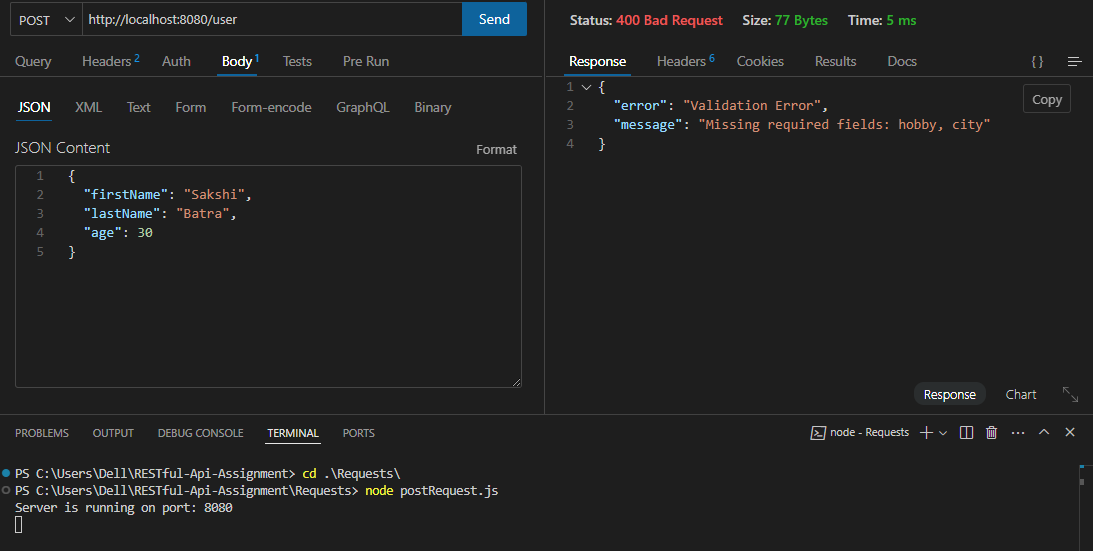 POST http://localhost:8080/user Send
Query Headers 2 Auth Body 1 Tests Pre Run
JSON XML Text Form Form-encode GraphQL Binary
JSON Content Format
1 {
2 "firstName": "Sakshi",
3 "lastName": "Batra",
4 "age": 30
5 }
Status: 400 Bad Request Size: 77 Bytes Time: 5 ms
Response Headers 6 Cookies Results Docs { }
Copy
1 {
2 "error": "Validation Error",
3 "message": "Missing required fields: hobby, city"
4 }
Response Chart
PROBLEMS OUTPUT DEBUG CONSOLE TERMINAL PORTS node - Requests
PS C:\Users\Dell\RESTful-Api-Assignment> cd .\Requests\
PS C:\Users\Dell\RESTful-Api-Assignment\Requests> node postRequest.js
Server is running on port: 8080